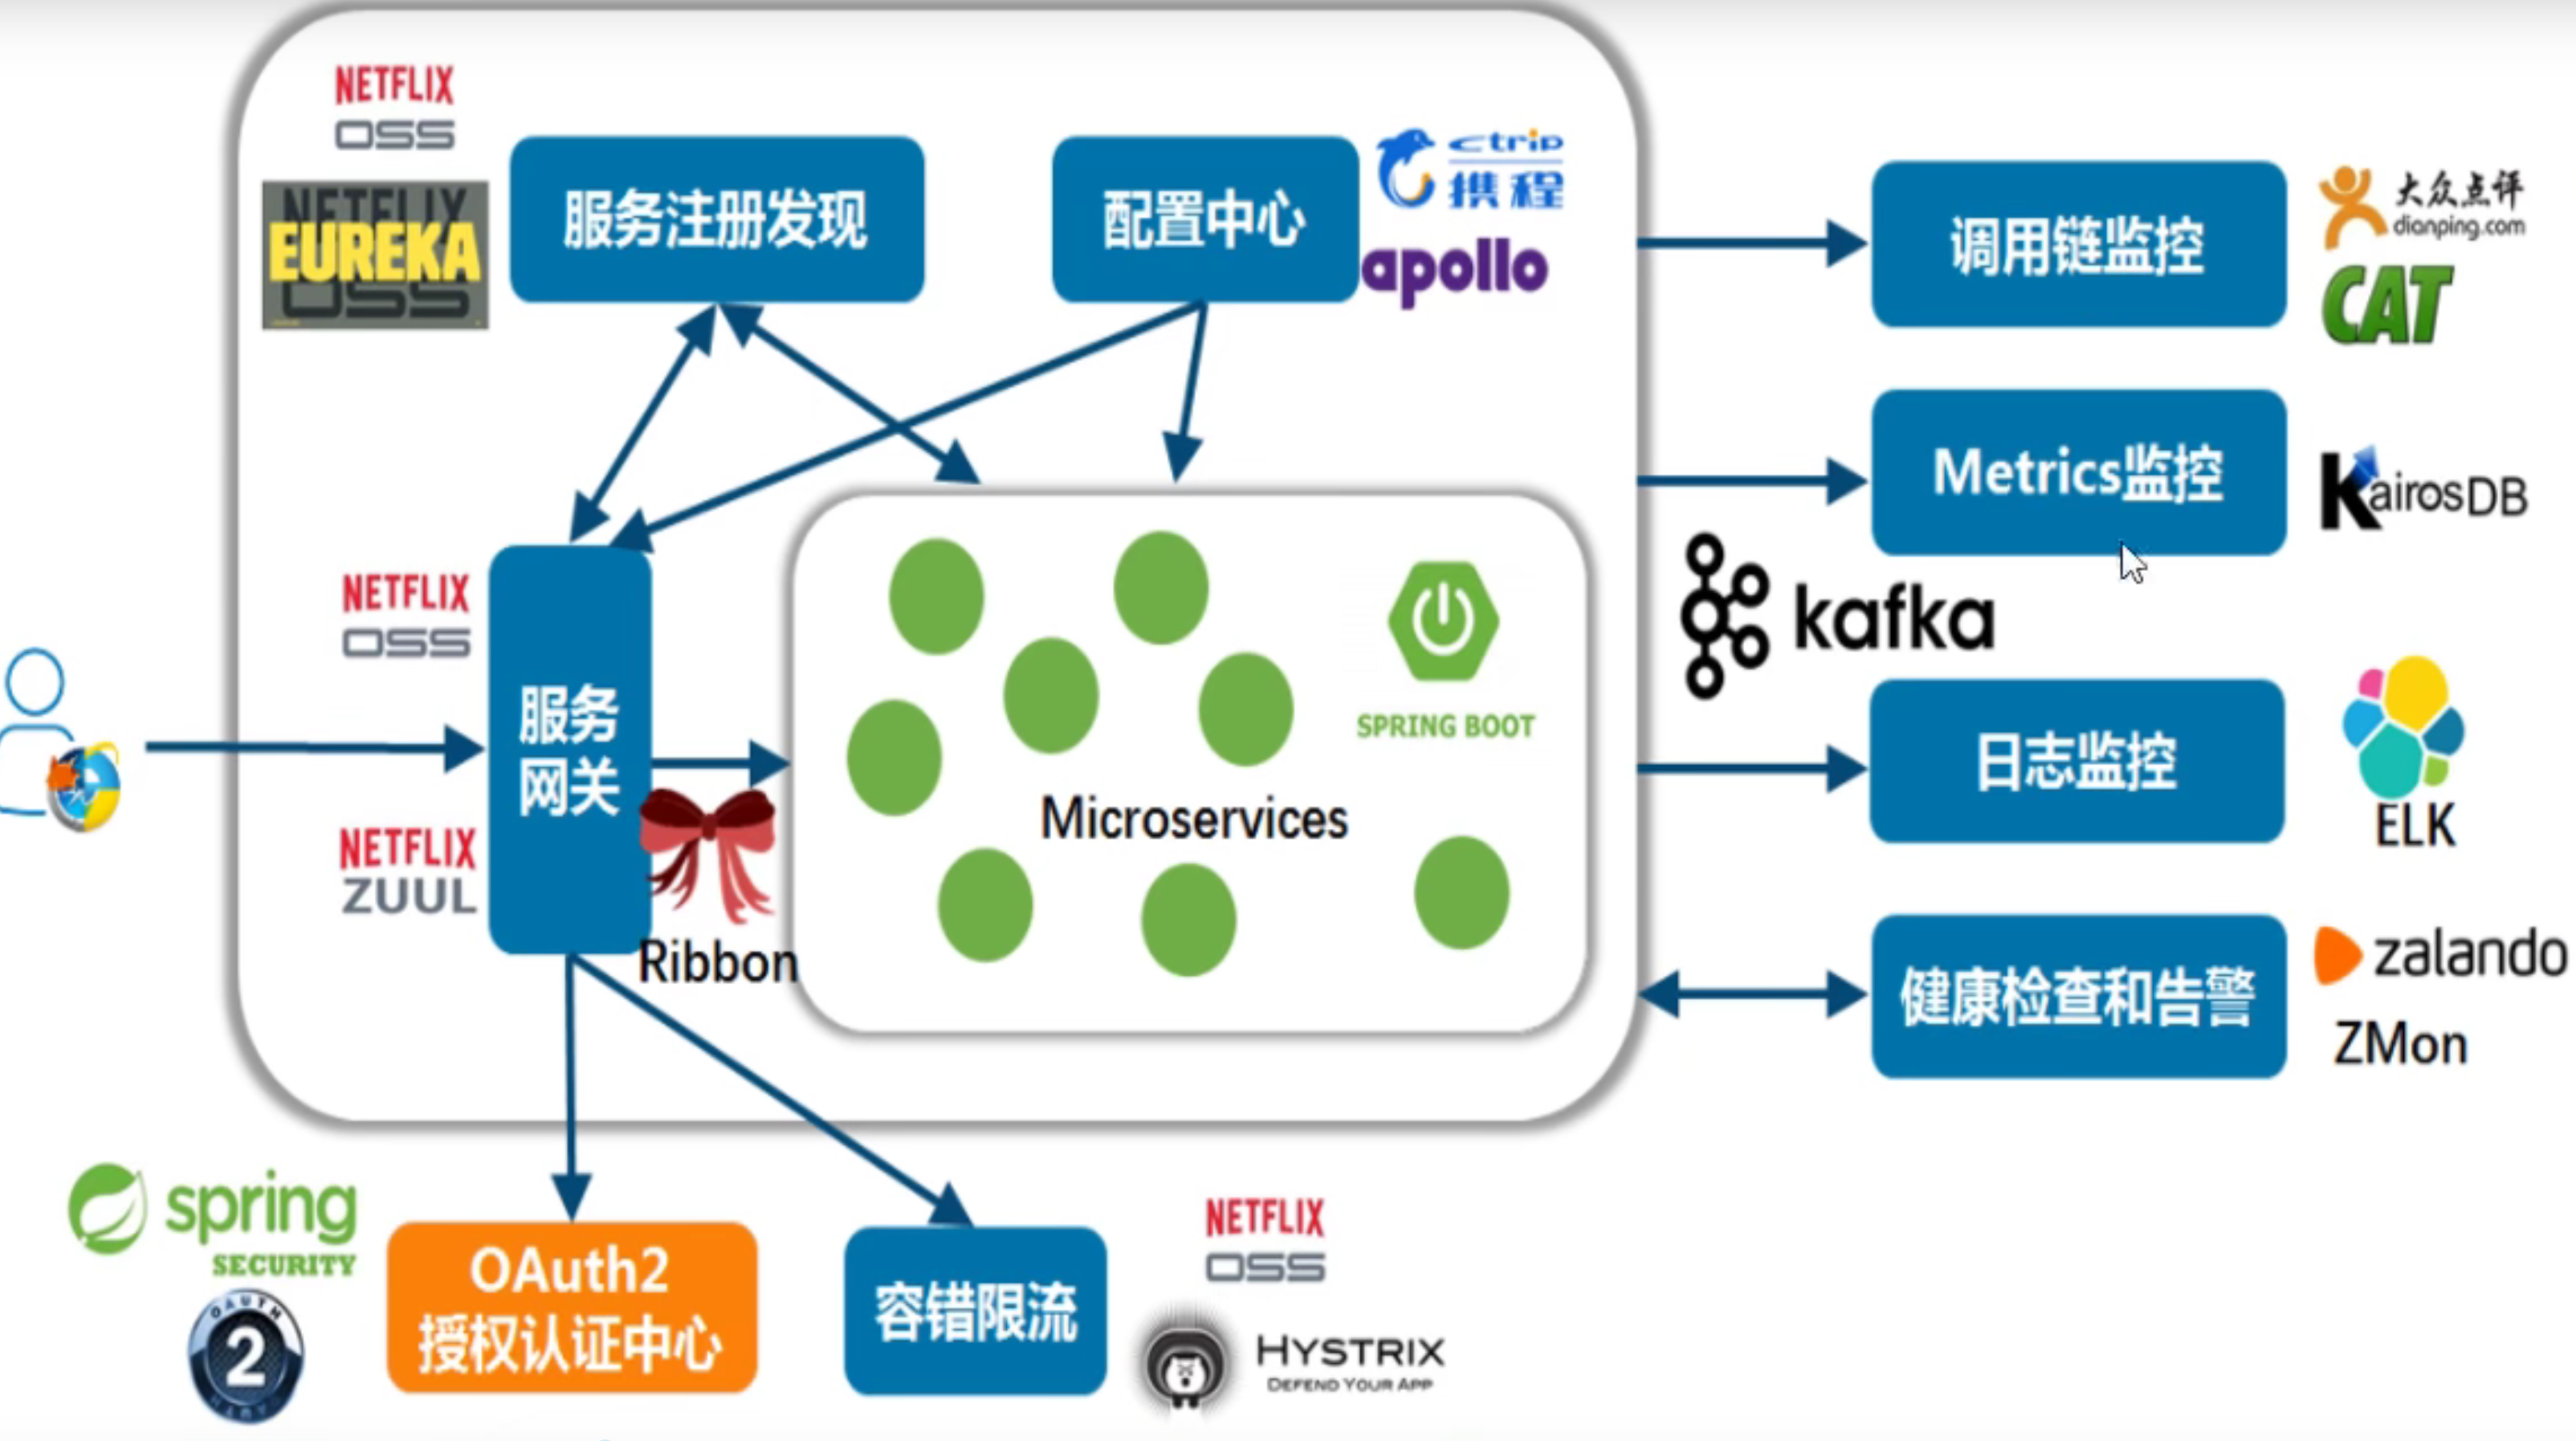 NETFLIX
OSS
NETFLIX
EUREKA
OSS
服务注册发现
配置中心
ctrip
携程
apollo
调用链监控
大众点评
dianping.com
CAT
Metrics监控
KairosDB
kafka
NETFLIX
OSS
服务
网关
NETFLIX
ZUUL
Ribbon
SPRING BOOT
Microservices
日志监控
ELK
健康检查和告警
zalando
ZMon
spring
SECURITY
OAUTH
2
OAuth2
授权认证中心
容错限流
NETFLIX
OSS
HYSTRIX
DEFEND YOUR APP